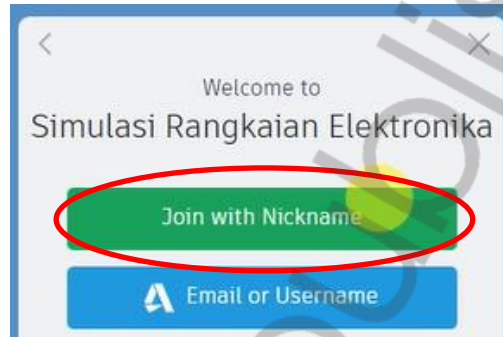 Welcome to
Simulasi Rangkaian Elektronika
Join with Nickname
Email or Username